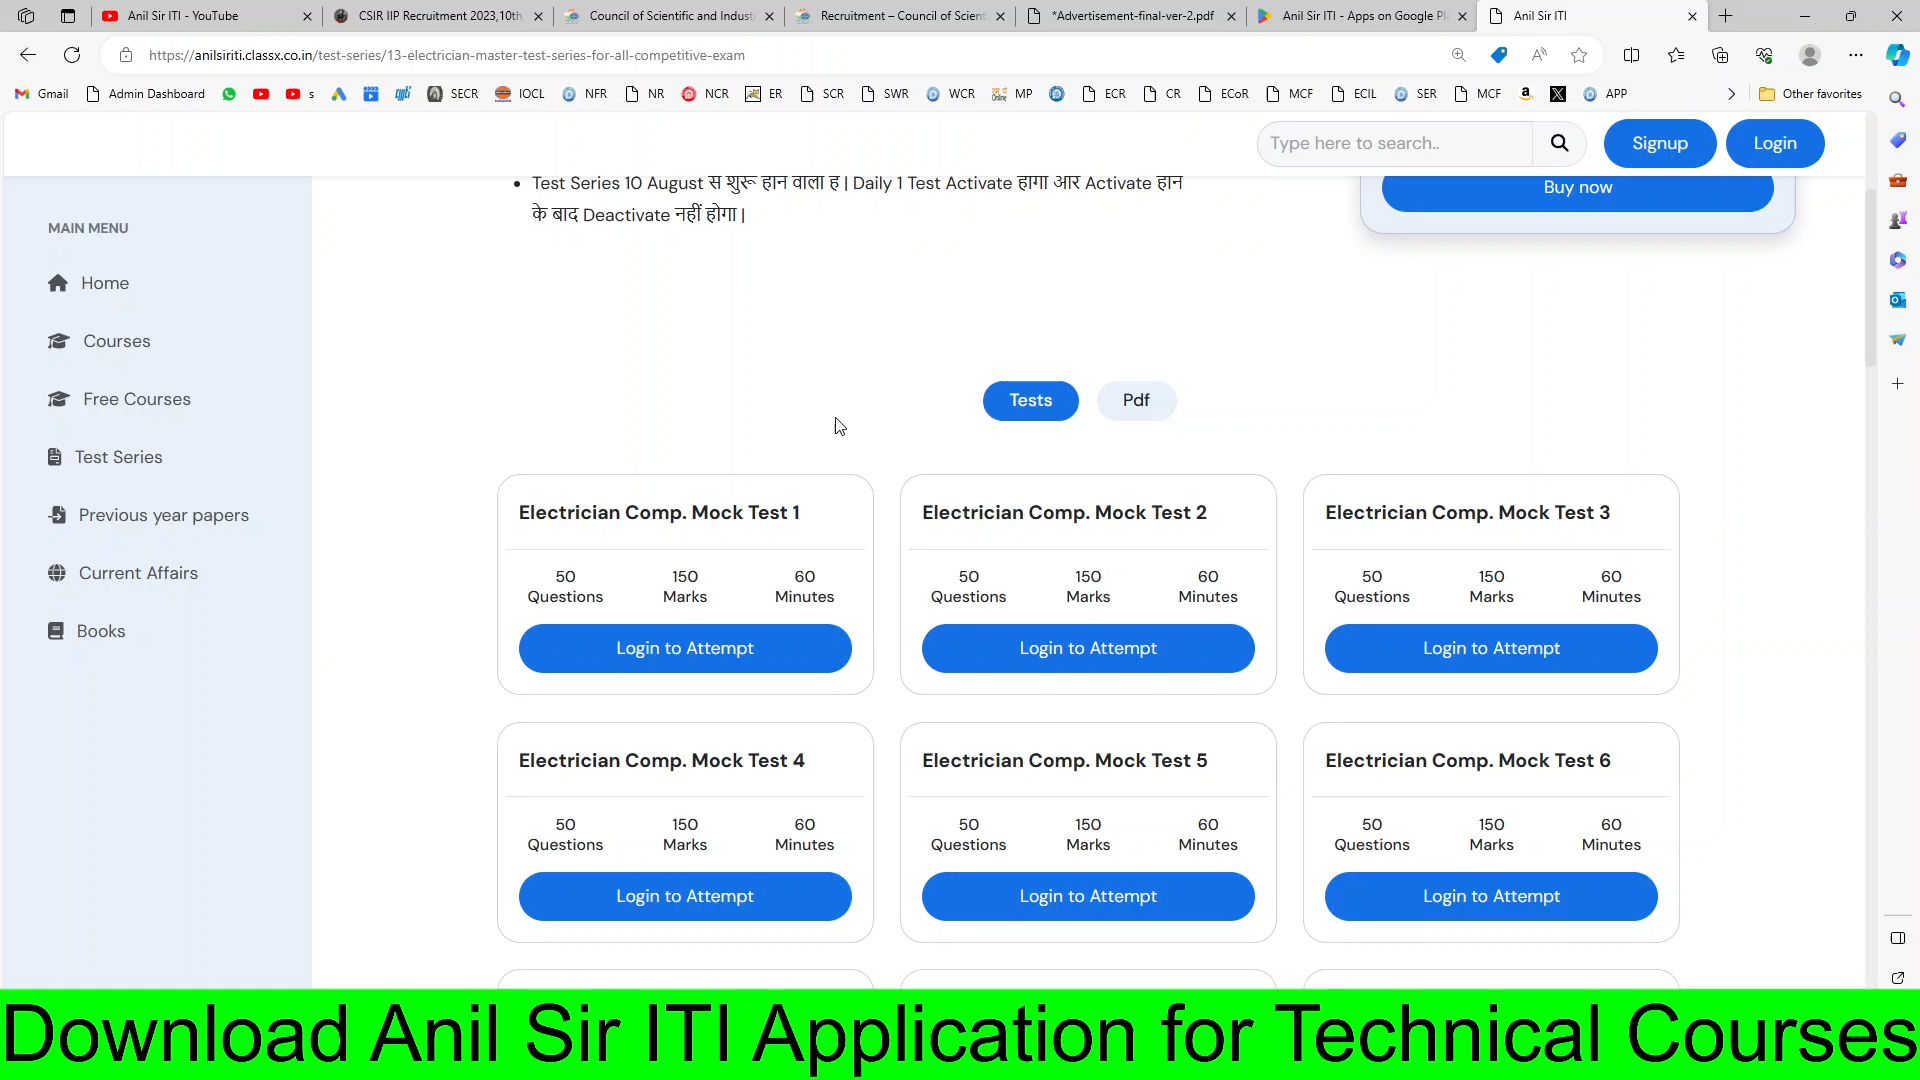 Anil Sir ITI - YouTube
CSIR IIP Recruitment 2023,10th
Council of Scientific and Indust
Recruitment – Council of Scient
*Advertisement-final-ver-2.pdf
Anil Sir ITI - Apps on Google Pl
Anil Sir ITI
https://anilsiriti.classx.co.in/test-series/13-electrician-master-test-series-for-all-competitive-exam
Gmail Admin Dashboard s SECR IOCL NFR NR NCR ER SCR SWR WCR MP ECR CR ECoR MCF ECIL SER MCF APP Other favorites
Type here to search..
Signup
Login
Test Series 10 August से शुरू होने वाली है | Daily 1 Test Activate होगा और Activate होने
के बाद Deactivate नहीं होगा |
Buy now
MAIN MENU
Home
Courses
Free Courses
Test Series
Previous year papers
Current Affairs
Books
Tests
Pdf
Electrician Comp. Mock Test 1
50 150 60
Questions Marks Minutes
Login to Attempt
Electrician Comp. Mock Test 2
50 150 60
Questions Marks Minutes
Login to Attempt
Electrician Comp. Mock Test 3
50 150 60
Questions Marks Minutes
Login to Attempt
Electrician Comp. Mock Test 4
50 150 60
Questions Marks Minutes
Login to Attempt
Electrician Comp. Mock Test 5
50 150 60
Questions Marks Minutes
Login to Attempt
Electrician Comp. Mock Test 6
50 150 60
Questions Marks Minutes
Login to Attempt
Download Anil Sir ITI Application for Technical Courses